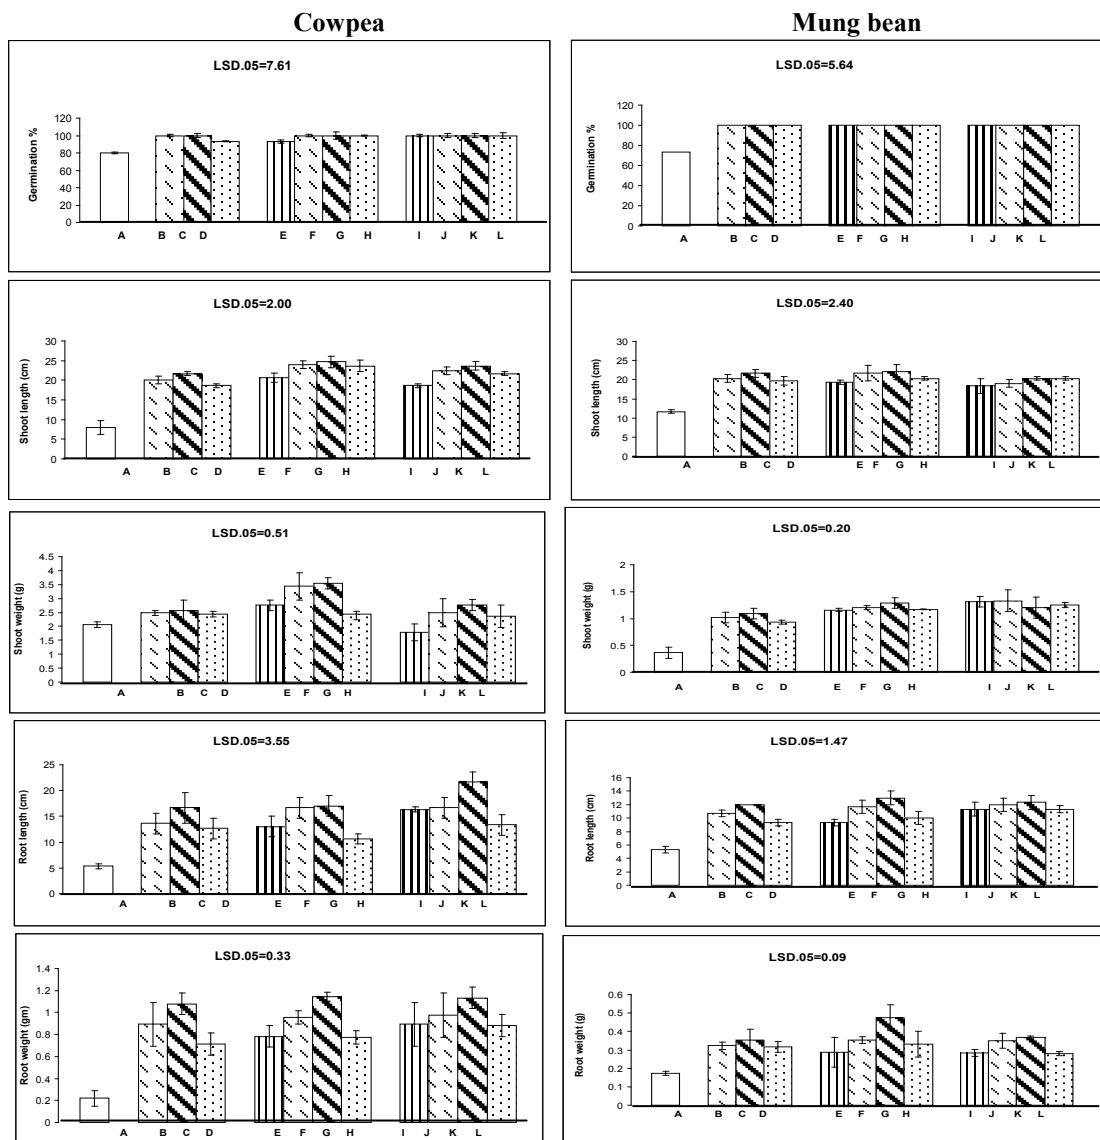 Cowpea
Mung bean
LSD.05=7.61
Germination %
120
100
80
60
40
20
0
A B C D E F G H I J K L
LSD.05=5.64
Germination %
120
100
80
60
40
20
0
A B C D E F G H I J K L
LSD.05=2.00
Shoot length (cm)
30
25
20
15
10
5
0
A B C D E F G H I J K L
LSD.05=2.40
Shoot length (cm)
30
25
20
15
10
5
0
A B C D E F G H I J K L
LSD.05=0.51
Shoot weight (g)
4.5
4
3.5
3
2.5
2
1.5
1
0.5
0
A B C D E F G H I J K L
LSD.05=0.20
Shoot weight (g)
2
1.5
1
0.5
0
A B C D E F G H I J K L
LSD.05=3.55
Root length (cm)
25
20
15
10
5
0
A B C D E F G H I J K L
LSD.05=1.47
Root length (cm)
16
14
12
10
8
6
4
2
0
A B C D E F G H I J K L
LSD.05=0.33
Root weight (gm)
1.4
1.2
1
0.8
0.6
0.4
0.2
0
A B C D E F G H I J K L
LSD.05=0.09
Root weight (g)
0.6
0.5
0.4
0.3
0.2
0.1
0
A B C D E F G H I J K L